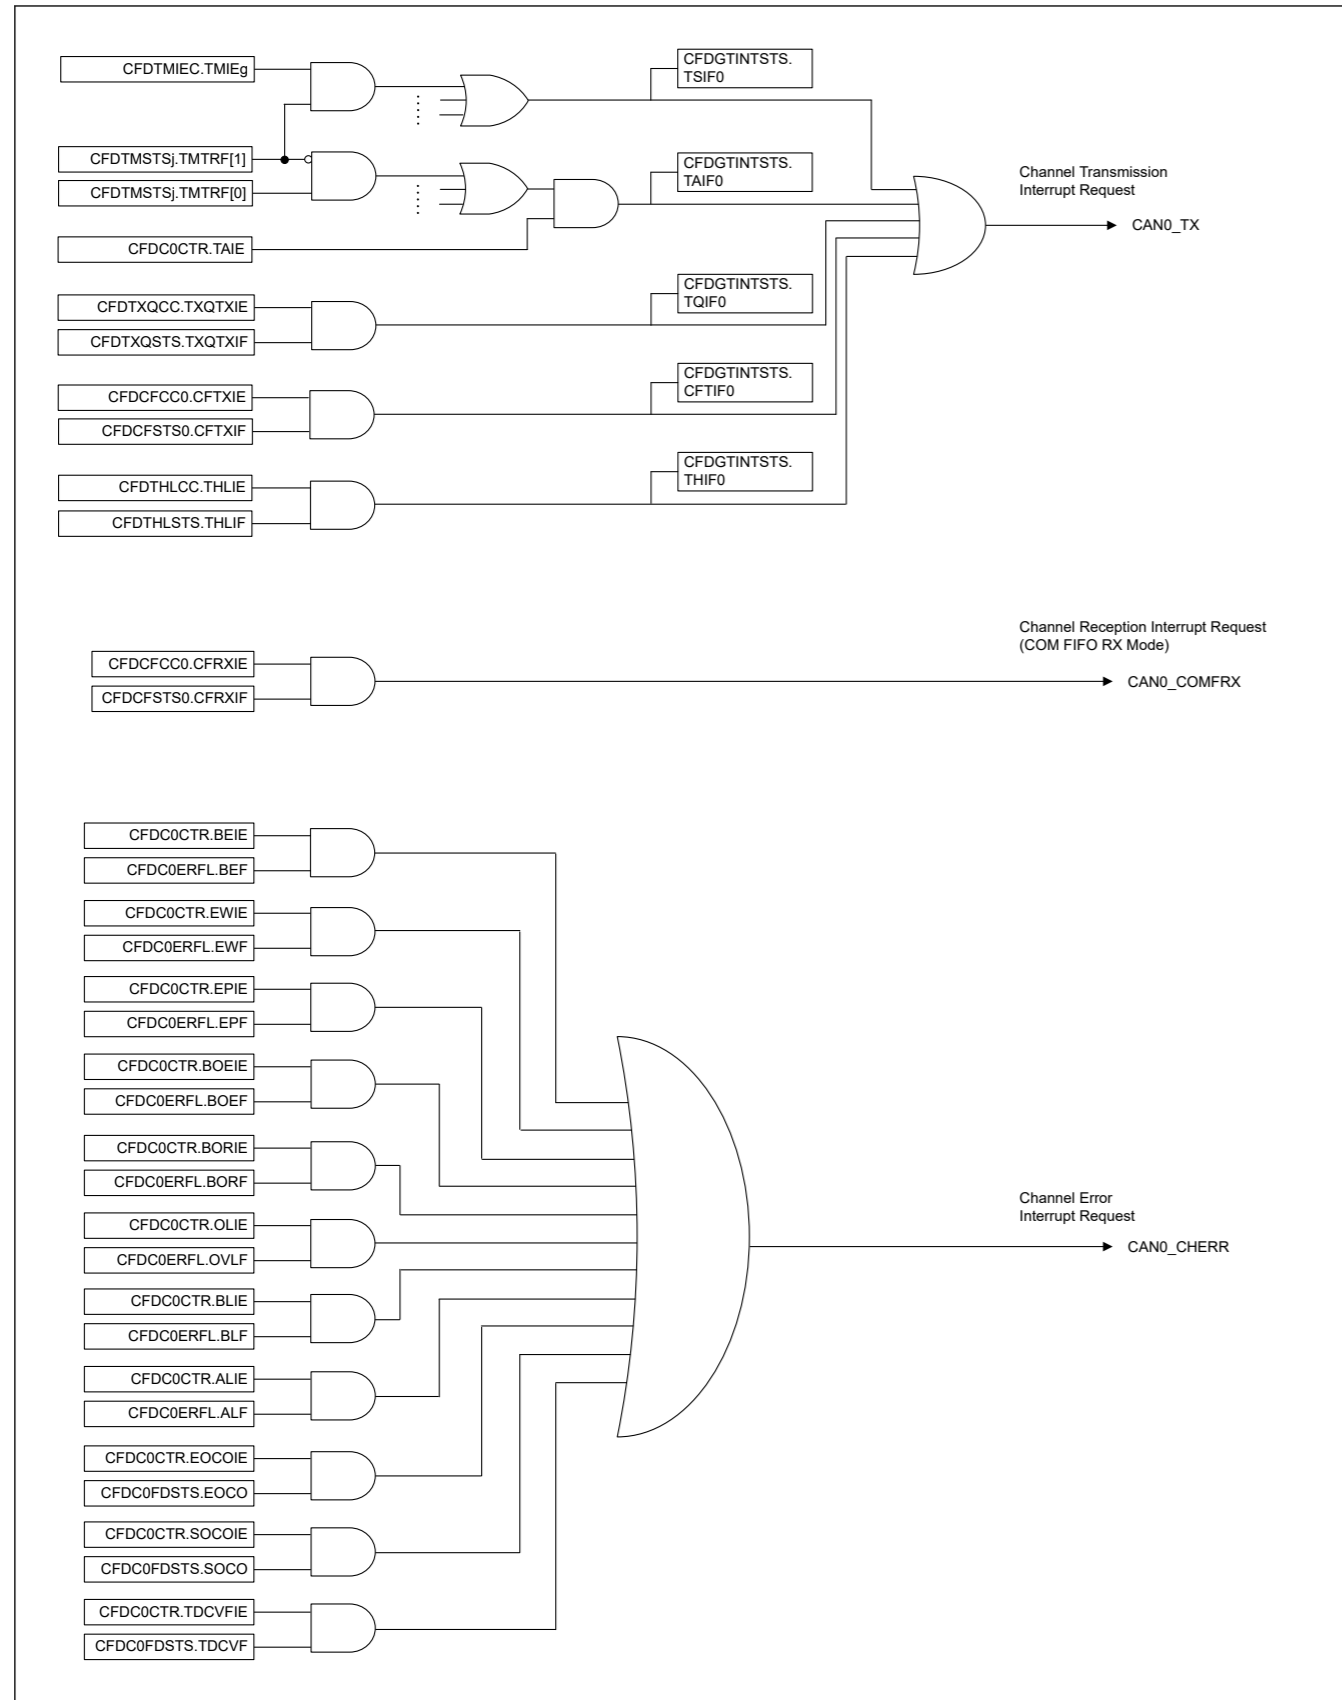 CFDTMIEC.TMIEg
CFDGTINTSTS.
TSIF0
CFDTMSTSj.TMTRF[1]
CFDTMSTSj.TMTRF[0]
CFDGTINTSTS.
TAIF0
Channel Transmission
Interrupt Request
CAN0_TX
CFDC0CTR.TAIE
CFDTXQCC.TXQTXIE
CFDTXQSTS.TXQTXIF
CFDGTINTSTS.
TQIF0
CFDCFCC0.CFTXIE
CFDCFSTS0.CFTXIF
CFDGTINTSTS.
CFTIF0
CFDTHLCC.THLIE
CFDTHLSTS.THLIF
CFDGTINTSTS.
THIF0
Channel Reception Interrupt Request
(COM FIFO RX Mode)
CFDCFCC0.CFRXIE
CFDCFSTS0.CFRXIF
CAN0_COMFRX
CFDC0CTR.BEIE
CFDC0ERFL.BEF
CFDC0CTR.EWIE
CFDC0ERFL.EWF
CFDC0CTR.EPIE
CFDC0ERFL.EPF
CFDC0CTR.BOEIE
CFDC0ERFL.BOEF
CFDC0CTR.BORIE
CFDC0ERFL.BORF
CFDC0CTR.OLIE
CFDC0ERFL.OVLF
Channel Error
Interrupt Request
CAN0_CHERR
CFDC0CTR.BLIE
CFDC0ERFL.BLF
CFDC0CTR.ALIE
CFDC0ERFL.ALF
CFDC0CTR.EOCOIE
CFDC0FDSTS.EOCO
CFDC0CTR.SOCOIE
CFDC0FDSTS.SOCO
CFDC0CTR.TDCVFIE
CFDC0FDSTS.TDCVF